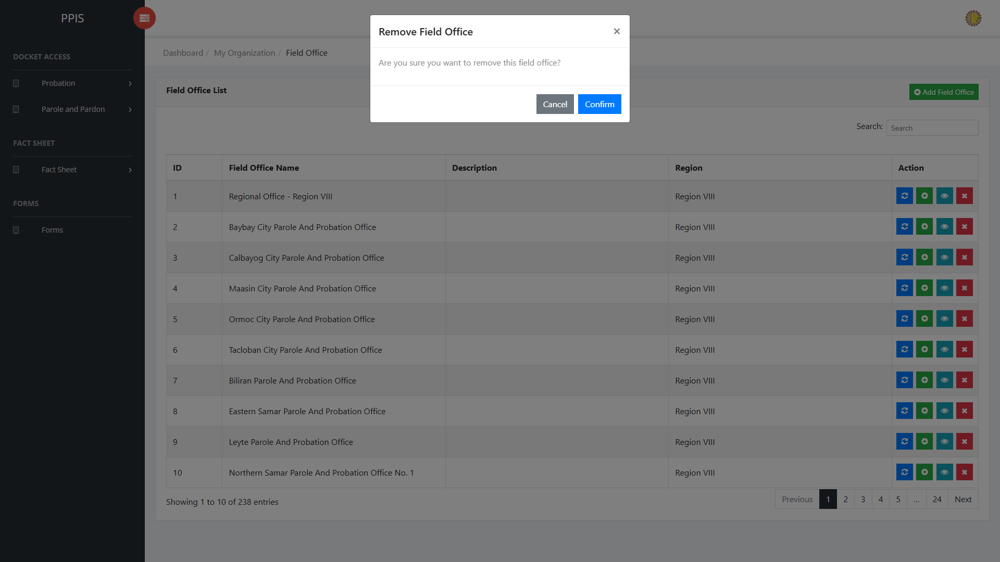 PPIS
DOCKET ACCESS
Probation
Parole and Pardon
FACT SHEET
Fact Sheet
FORMS
Forms
Remove Field Office
×
Are you sure you want to remove this field office?
Cancel
Confirm
Dashboard / My Organization / Field Office
Field Office List
Add Field Office
Search: Search
ID Field Office Name Description Region Action
1 Regional Office - Region VIII Region VIII
2 Baybay City Parole And Probation Office Region VIII
3 Calbayog City Parole And Probation Office Region VIII
4 Maasin City Parole And Probation Office Region VIII
5 Ormoc City Parole And Probation Office Region VIII
6 Tacloban City Parole And Probation Office Region VIII
7 Biliran Parole And Probation Office Region VIII
8 Eastern Samar Parole And Probation Office Region VIII
9 Leyte Parole And Probation Office Region VIII
10 Northern Samar Parole And Probation Office No. 1 Region VIII
Showing 1 to 10 of 238 entries
Previous 1 2 3 4 5 ... 24 Next